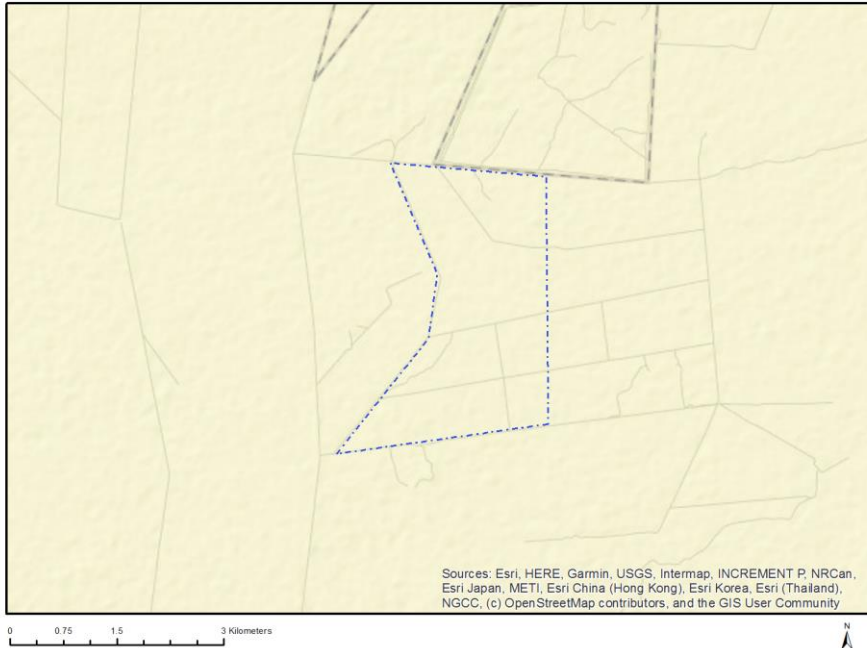 Sources: Esri, HERE, Garmin, USGS, Intermap, INCREMENT P, NRCan,
Esri Japan, METI, Esri China (Hong Kong), Esri Korea, Esri (Thailand),
NGCC, (c) OpenStreetMap contributors, and the GIS User Community
0 0.75 1.5 3 Kilometers
N